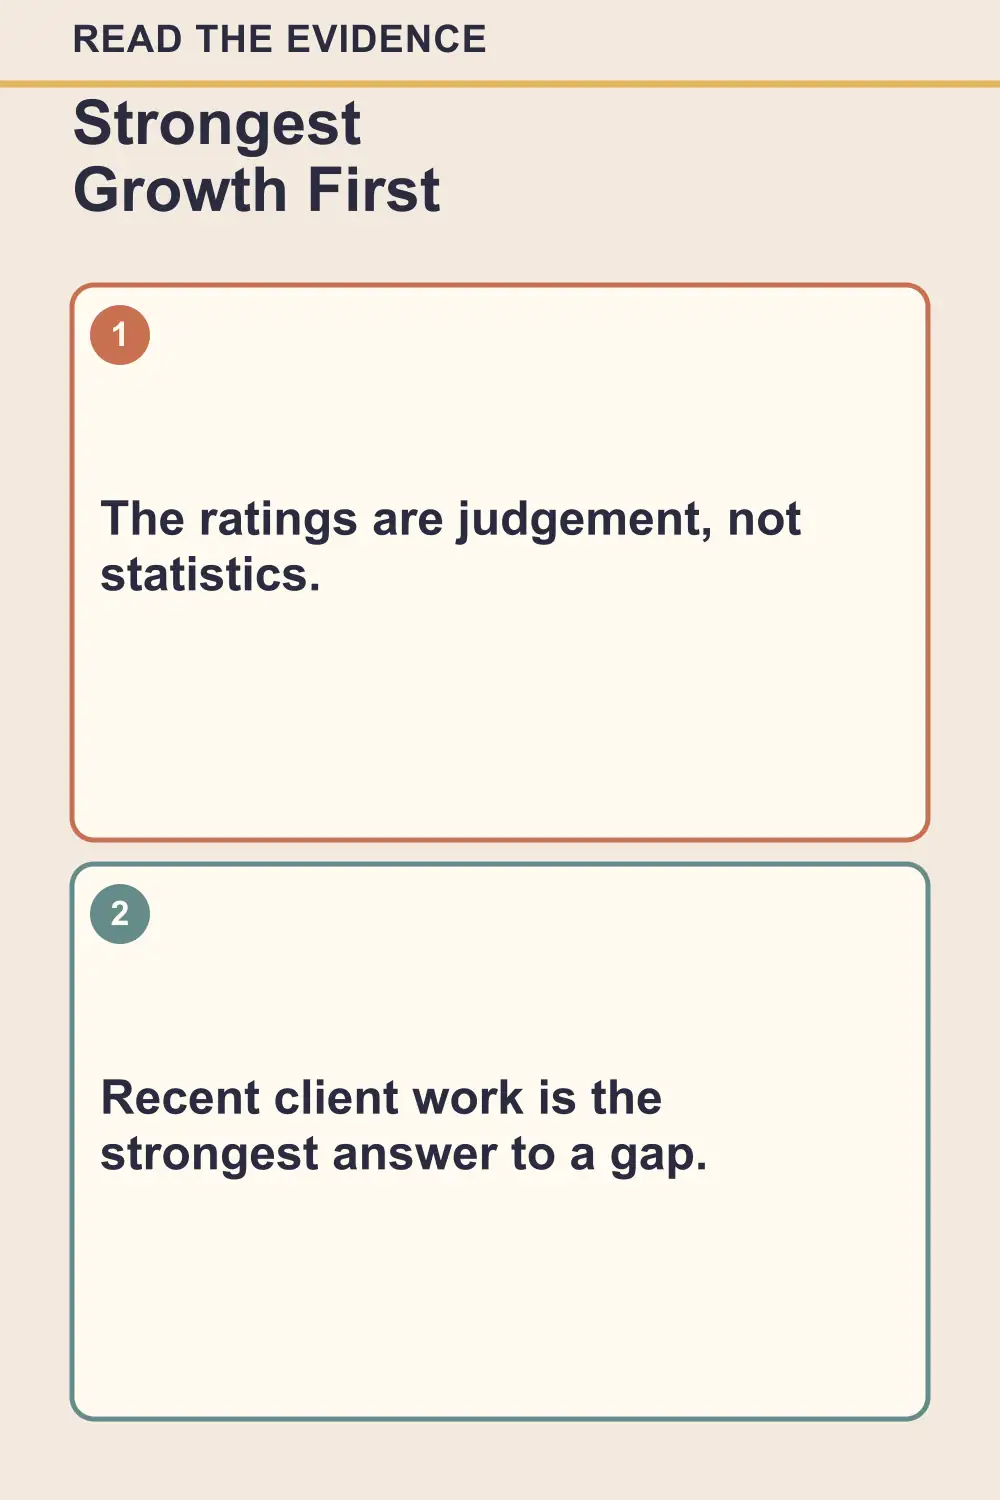 READ THE EVIDENCE
Strongest
Growth First
1
The ratings are judgement, not
statistics.
2
Recent client work is the
strongest answer to a gap.